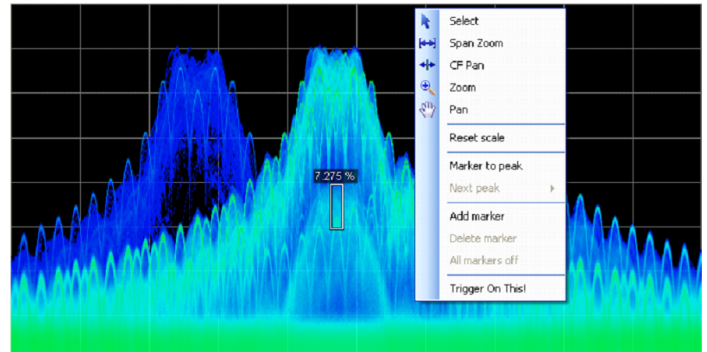 Select
Span Zoom
CF Pan
Zoom
Pan
Reset scale
Marker to peak
Next peak
Add marker
Delete marker
All markers off
Trigger On This!
7.275 %